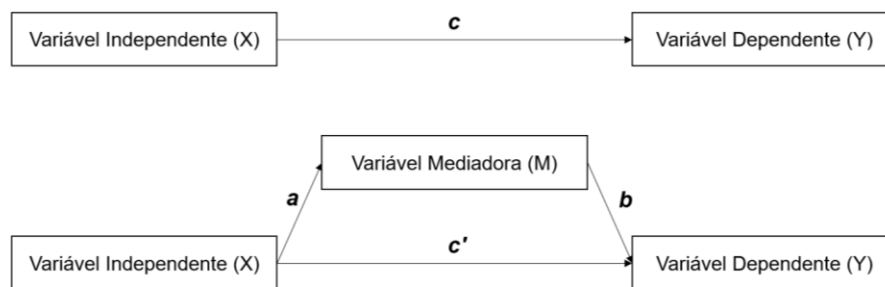 c
Variável Independente (X)
Variável Dependente (Y)
Variável Mediadora (M)
a
b
c'
Variável Independente (X)
Variável Dependente (Y)